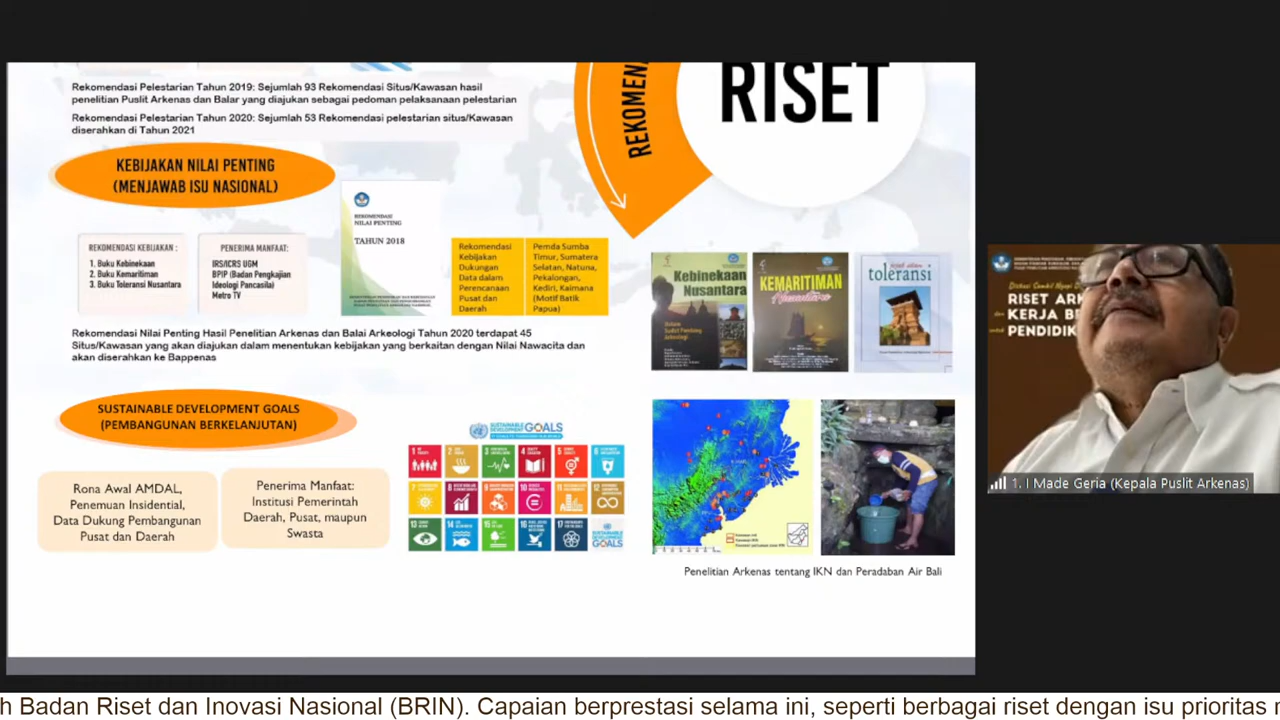 Rekomendasi Pelestarian Tahun 2019: Sejumlah 93 Rekomendasi Situs/Kawasan hasil
penelitian Puslit Arkenas dan Balar yang diajukan sebagai pedoman pelaksanaan pelestarian
Rekomendasi Pelestarian Tahun 2020: Sejumlah 53 Rekomendasi pelestarian situs/Kawasan
diserahkan di Tahun 2021
REKOMEN
RISET
KEBIJAKAN NILAI PENTING
(MENJAWAB ISU NASIONAL)
REKOMENDASI KEBIJAKAN :
1. Buku Kebinekaan
2. Buku Kemaritiman
3. Buku Toleransi Nusantara
PENERIMA MANFAAT:
IRS/ICRS UGM
BPIP (Badan Pengkajian
Ideologi Pancasila)
Metro TV
REKOMENDASI
NILAI PENTING
TAHUN 2018
Rekomendasi
Kebijakan
Dukungan
Data dalam
Perencanaan
Pusat dan
Daerah
Pemda Sumba
Timur, Sumatera
Selatan, Natuna,
Pekalongan,
Kediri, Kaimana
(Motif Batik
Papua)
Kebinekaan
Nusantara
KEMARITIMAN
Nusantara
toleransi
Rekomendasi Nilai Penting Hasil Penelitian Arkenas dan Balai Arkeologi Tahun 2020 terdapat 45
Situs/Kawasan yang akan diajukan dalam menentukan kebijakan yang berkaitan dengan Nilai Nawacita dan
akan diserahkan ke Bappenas
SUSTAINABLE DEVELOPMENT GOALS
(PEMBANGUNAN BERKELANJUTAN)
Rona Awal AMDAL,
Penemuan Insidential,
Data Dukung Pembangunan
Pusat dan Daerah
Penerima Manfaat:
Institusi Pemerintah
Daerah, Pusat, maupun
Swasta
SUSTAINABLE DEVELOPMENT
GOALS
Penelitian Arkenas tentang IKN dan Peradaban Air Bali
Diskusi Sambil Ngopi
RISET AR
dan KERJA BE
untuk PENDIDIK
1. I Made Geria (Kepala Puslit Arkenas)
h Badan Riset dan Inovasi Nasional (BRIN). Capaian berprestasi selama ini, seperti berbagai riset dengan isu prioritas